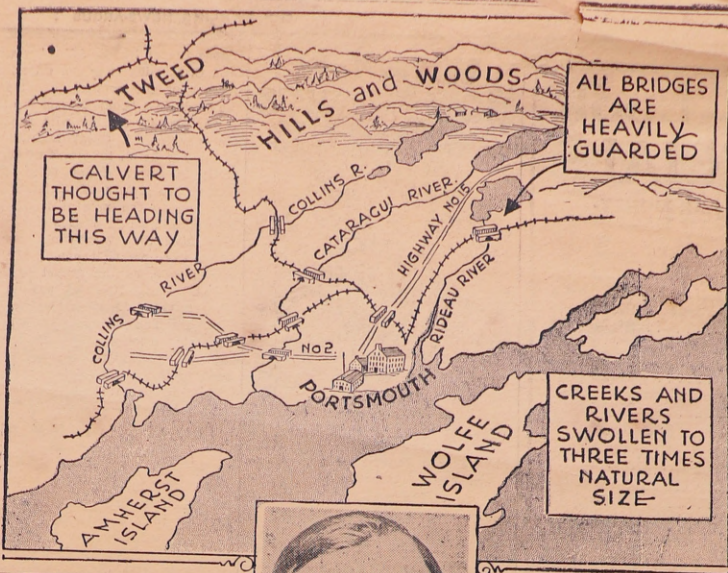 TWEED
HILLS and WOODS
ALL BRIDGES
ARE
HEAVILY
GUARDED
CALVERT
THOUGHT TO
BE HEADING
THIS WAY
COLLINS R.
CATARAQUI RIVER.
HIGHWAY No. 15
RIVER
COLLINS
RIDEAU RIVER
No 2.
PORTSMOUTH
WOLFE
ISLAND
AMHERST
ISLAND
CREEKS AND
RIVERS
SWOLLEN TO
THREE TIMES
NATURAL
SIZE